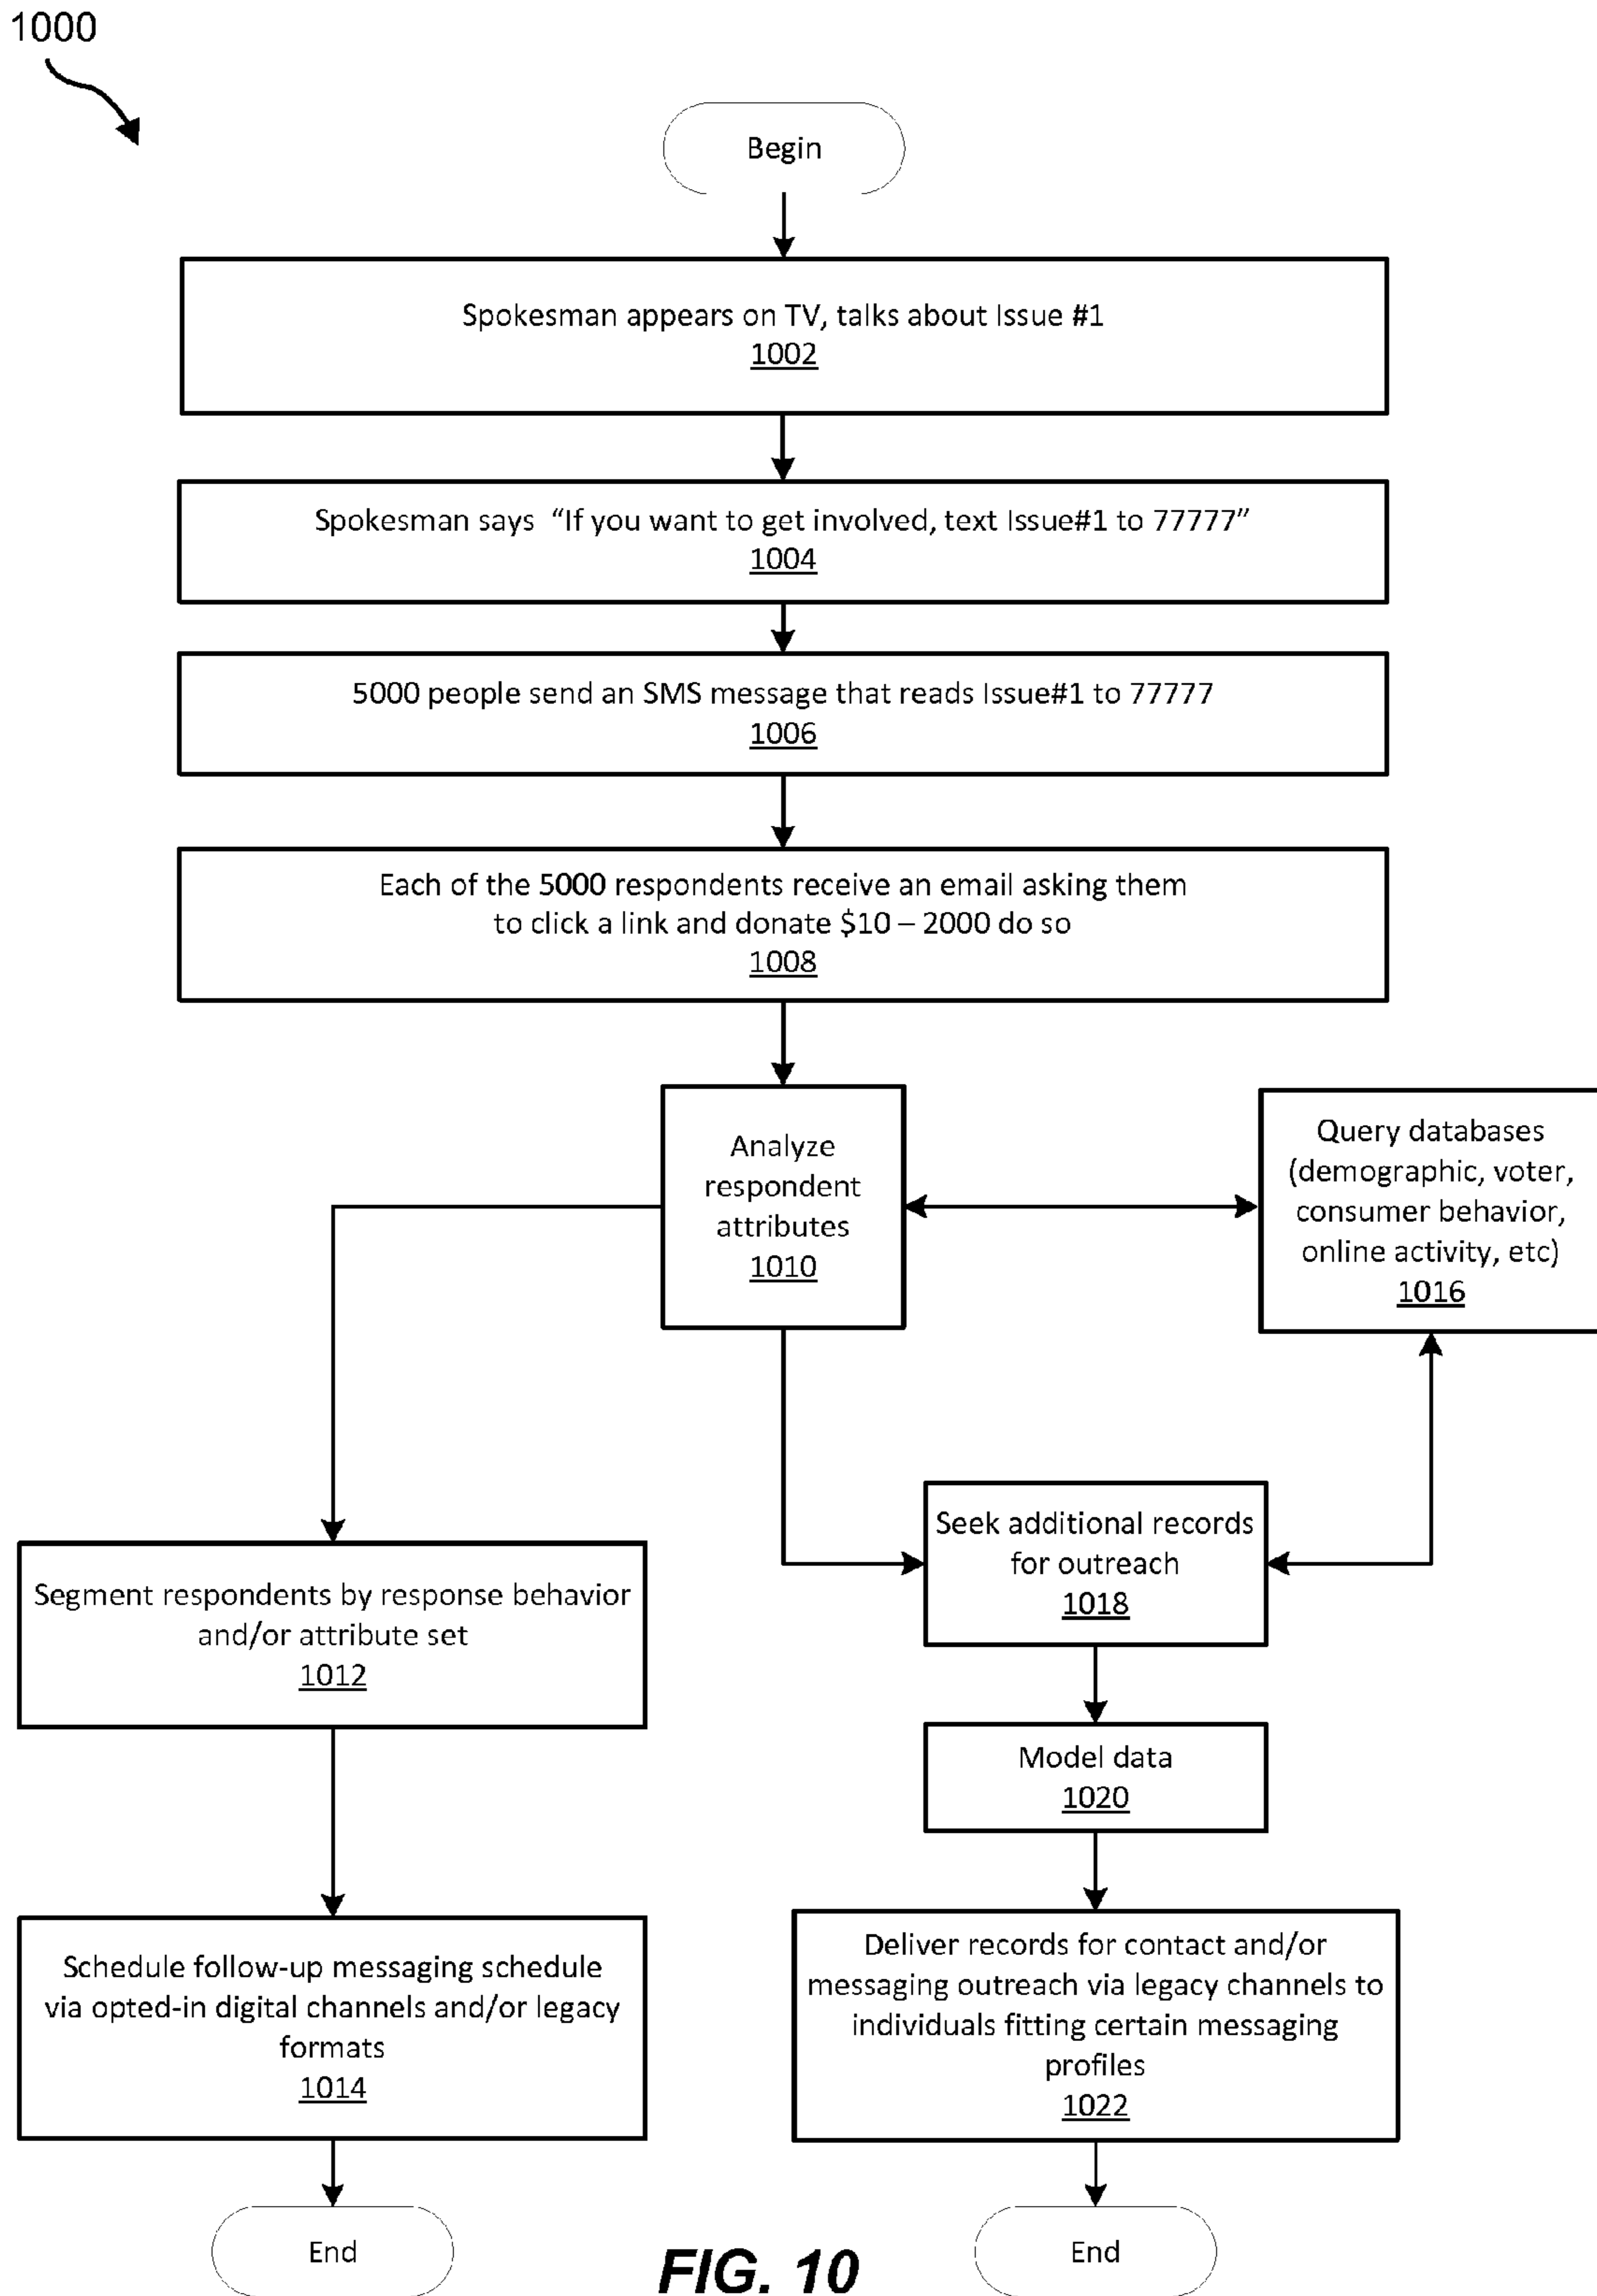 1000
Begin
Spokesman appears on TV, talks about Issue #1
1002
Spokesman says “If you want to get involved, text Issue#1 to 77777”
1004
5000 people send an SMS message that reads Issue#1 to 77777
1006
Each of the 5000 respondents receive an email asking them
to click a link and donate $10 – 2000 do so
1008
Analyze
respondent
attributes
1010
Query databases
(demographic, voter,
consumer behavior,
online activity, etc)
1016
Seek additional records
for outreach
1018
Segment respondents by response behavior
and/or attribute set
1012
Model data
1020
Schedule follow-up messaging schedule
via opted-in digital channels and/or legacy
formats
1014
Deliver records for contact and/or
messaging outreach via legacy channels to
individuals fitting certain messaging
profiles
1022
End
End
FIG. 10